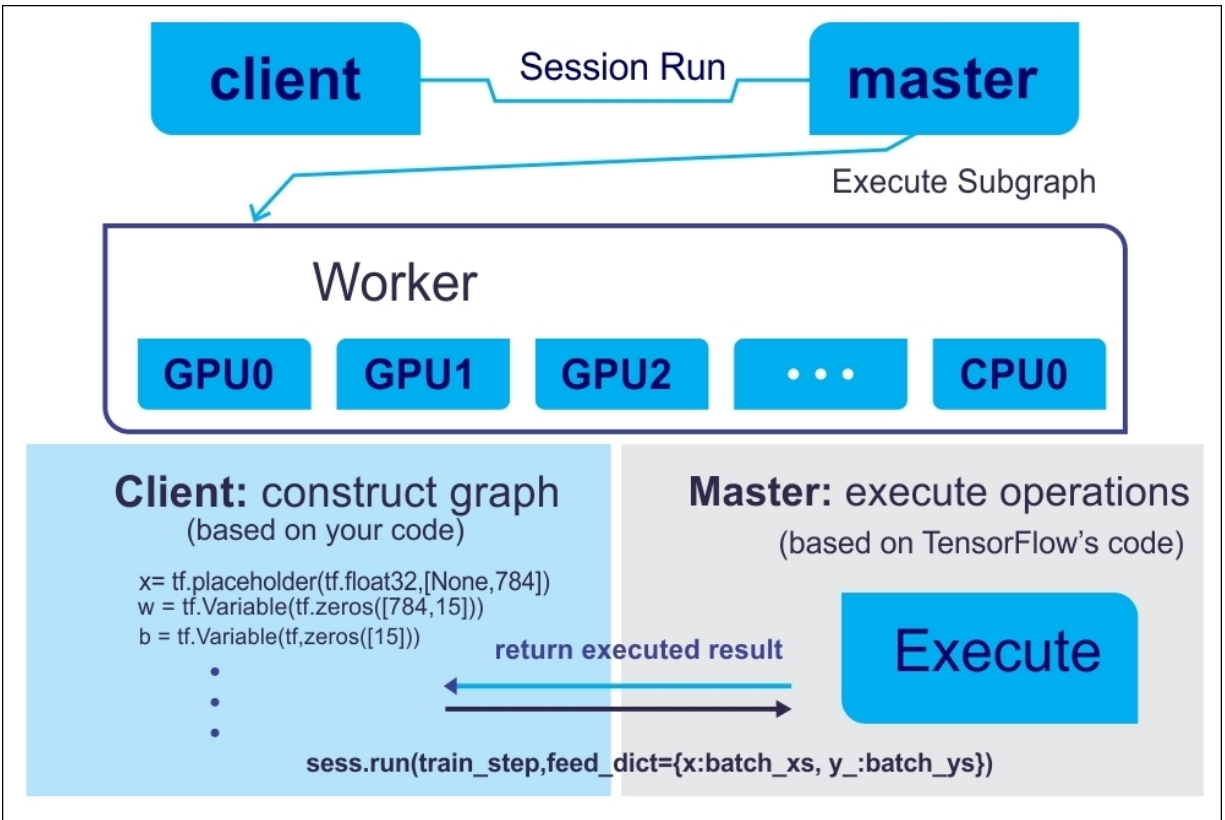 client
Session Run
master
Execute Subgraph
Worker
GPU0
GPU1
GPU2
• • •
CPU0
Client: construct graph
(based on your code)
x= tf.placeholder(tf.float32,[None,784])
w = tf.Variable(tf.zeros([784,15]))
b = tf.Variable(tf,zeros([15]))
Master: execute operations
(based on TensorFlow's code)
Execute
return executed result
sess.run(train_step,feed_dict={x:batch_xs, y_:batch_ys})